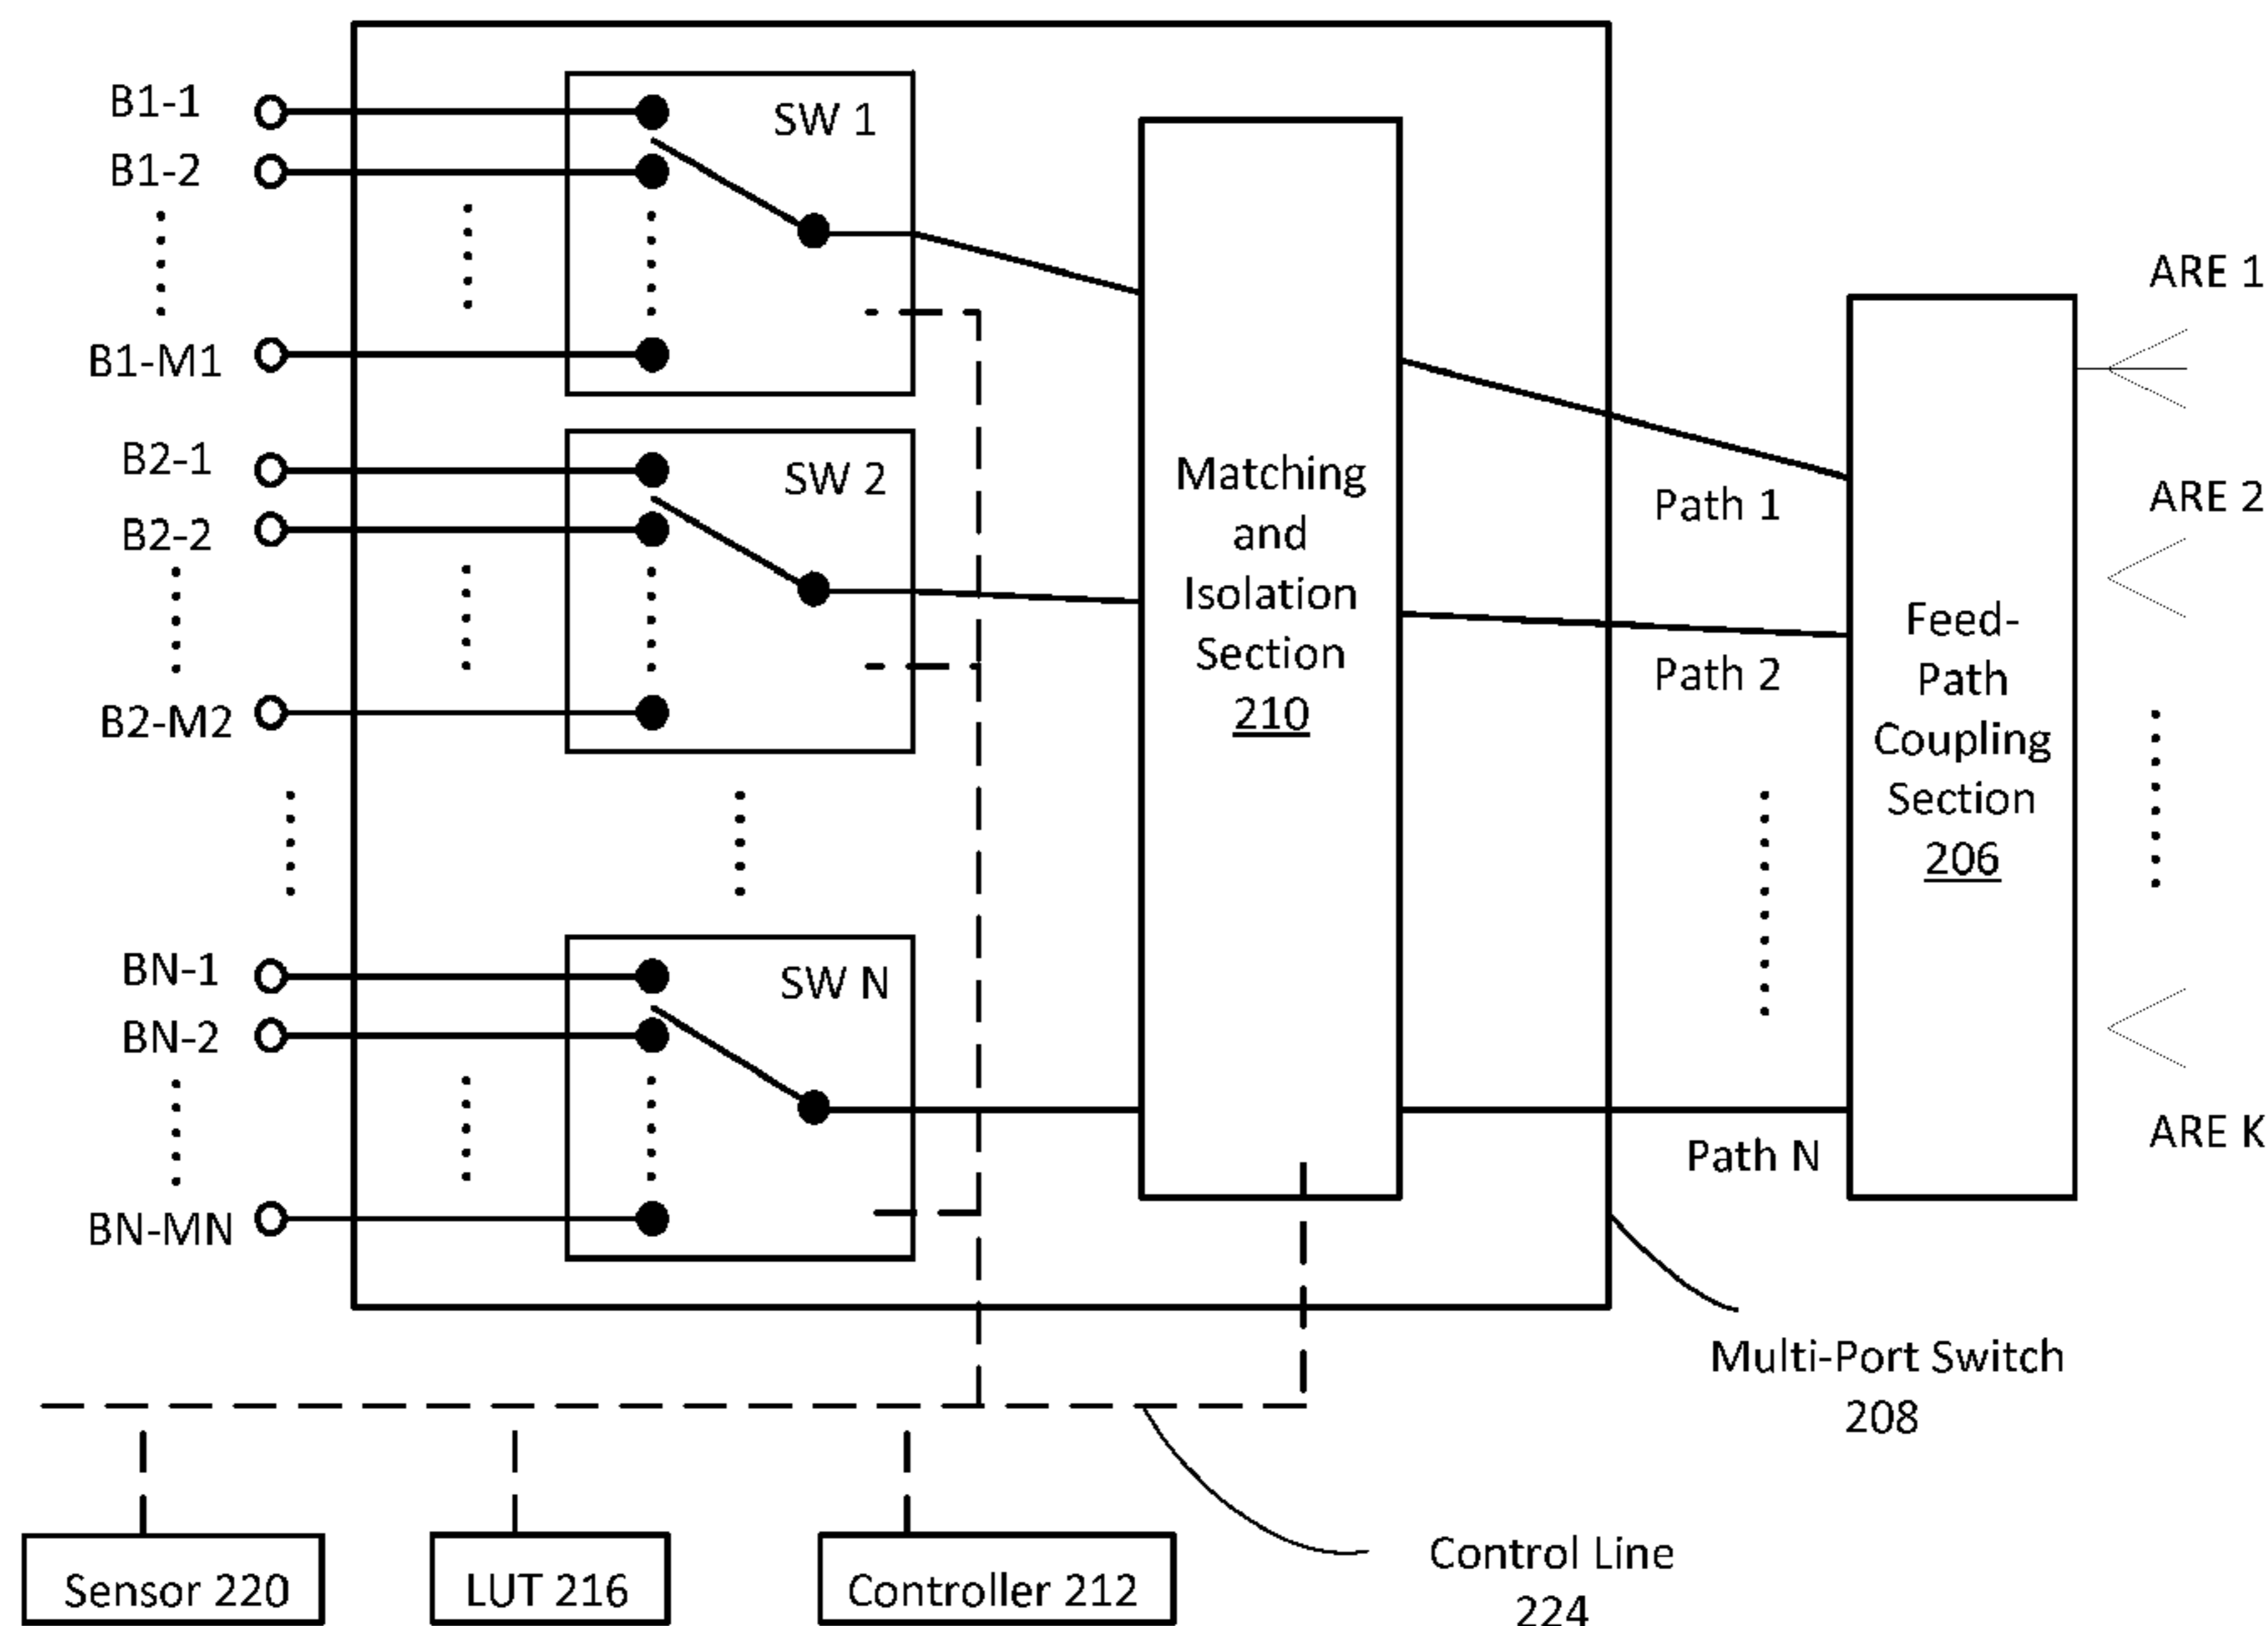 B1-1
B1-2
B1-M1
SW 1
B2-1
B2-2
B2-M2
SW 2
BN-1
BN-2
BN-MN
SW N
Matching
and
Isolation
Section
210
Path 1
Path 2
Path N
Feed-
Path
Coupling
Section
206
ARE 1
ARE 2
ARE K
Multi-Port Switch
208
Sensor 220
LUT 216
Controller 212
Control Line
224